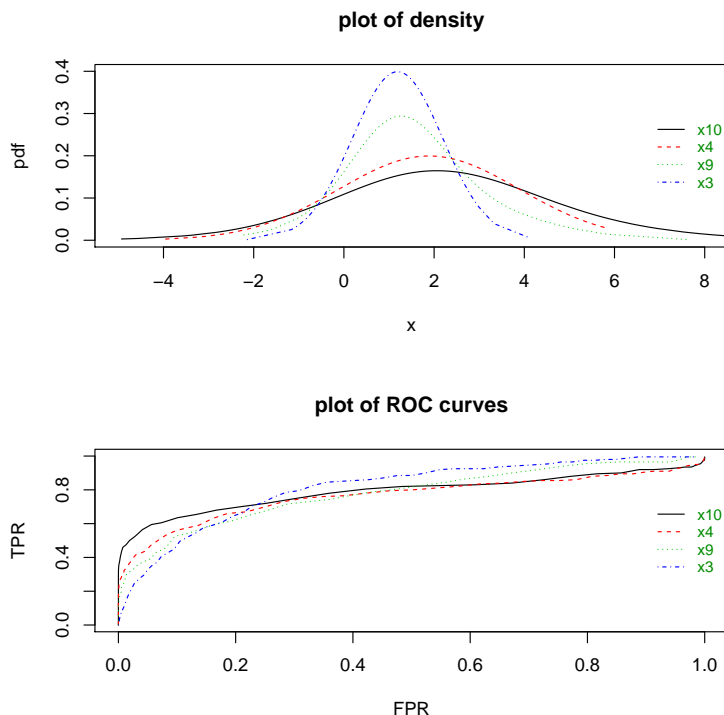 plot of density
pdf
0.4
0.3
0.2
0.1
0.0
x10
x4
x9
x3
−4 −2 0 2 4 6 8
x
plot of ROC curves
TPR
0.8
0.4
0.0
x10
x4
x9
x3
0.0 0.2 0.4 0.6 0.8 1.0
FPR